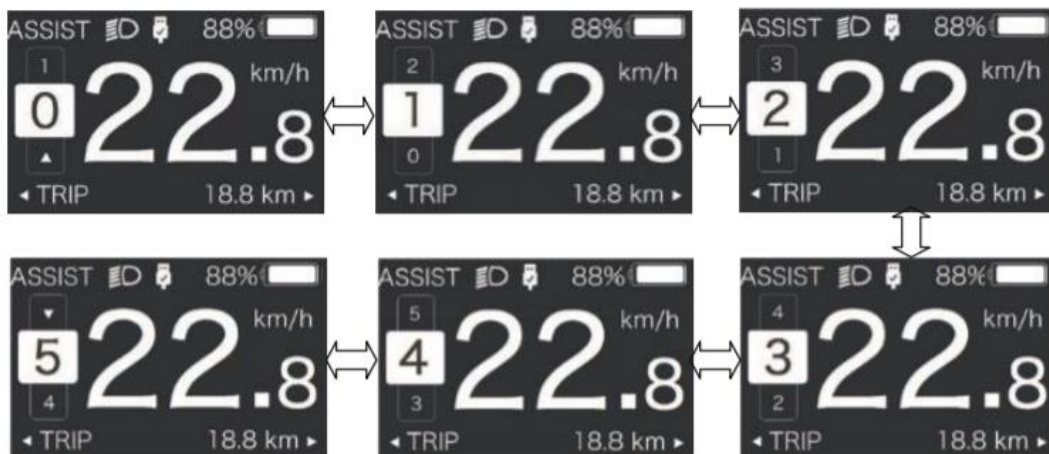 ASSIST 88%
1
0
22.8 km/h
▲
◂ TRIP 18.8 km ▸
ASSIST 88%
2
1
22.8 km/h
0
◂ TRIP 18.8 km ▸
ASSIST 88%
3
2
22.8 km/h
1
◂ TRIP 18.8 km ▸
ASSIST 88%
▼
5
22.8 km/h
4
◂ TRIP 18.8 km ▸
ASSIST 88%
5
4
22.8 km/h
3
◂ TRIP 18.8 km ▸
ASSIST 88%
4
3
22.8 km/h
2
◂ TRIP 18.8 km ▸